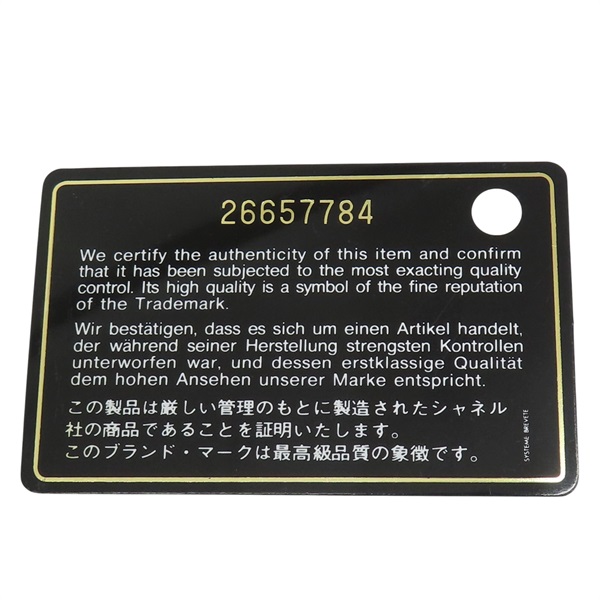 26657784
We certify the authenticity of this item and confirm
that it has been subjected to the most exacting quality
control. Its high quality is a symbol of the fine reputation
of the Trademark.
Wir bestätigen, dass es sich um einen Artikel handelt,
der während seiner Herstellung strengsten Kontrollen
unterworfen war, und dessen erstklassige Qualität
dem hohen Ansehen unserer Marke entspricht.
この製品は厳しい管理のもとに製造されたシャネル
社の商品であることを証明いたします。
このブランド・マークは最高級品質の象徴です。
SYSTEME BREVETE